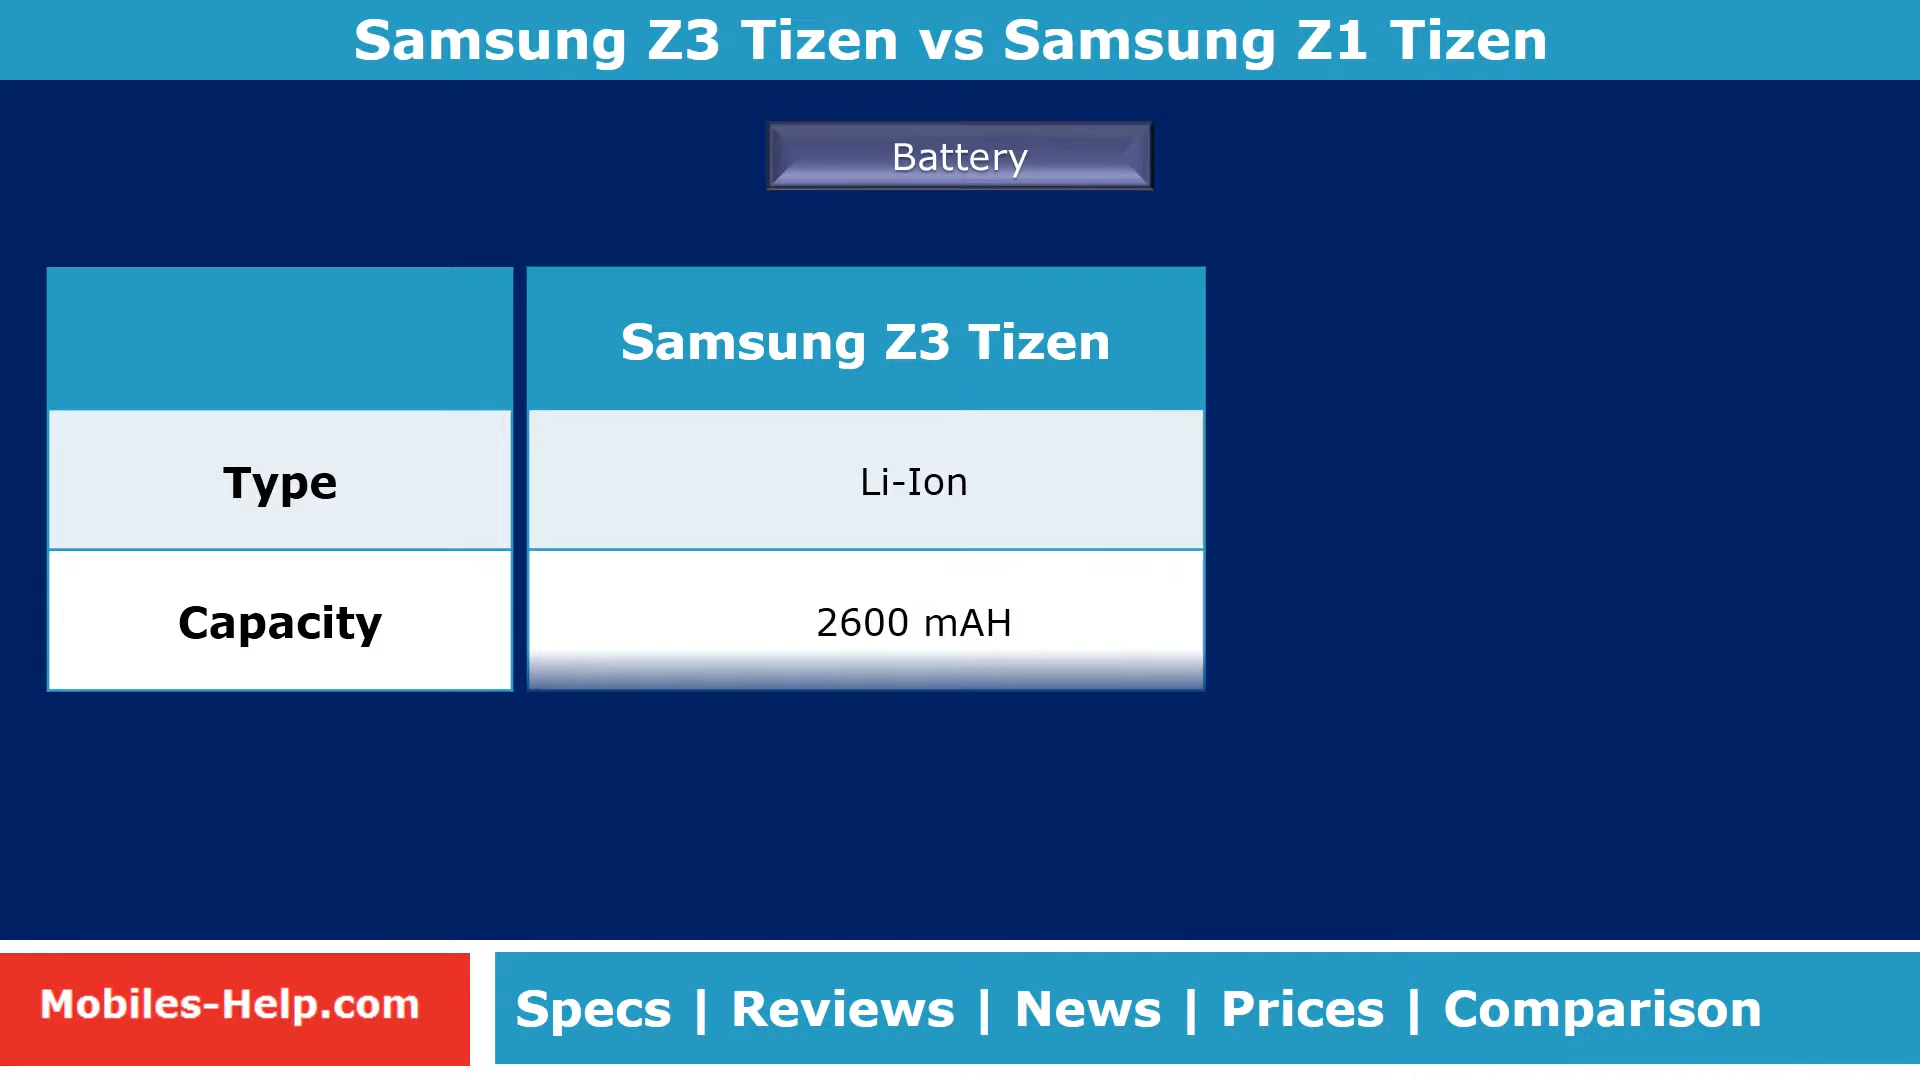 Samsung Z3 Tizen vs Samsung Z1 Tizen
Battery
Samsung Z3 Tizen
Type
Li-Ion
Capacity
2600 mAH
Mobiles-Help.com
Specs | Reviews | News | Prices | Comparison